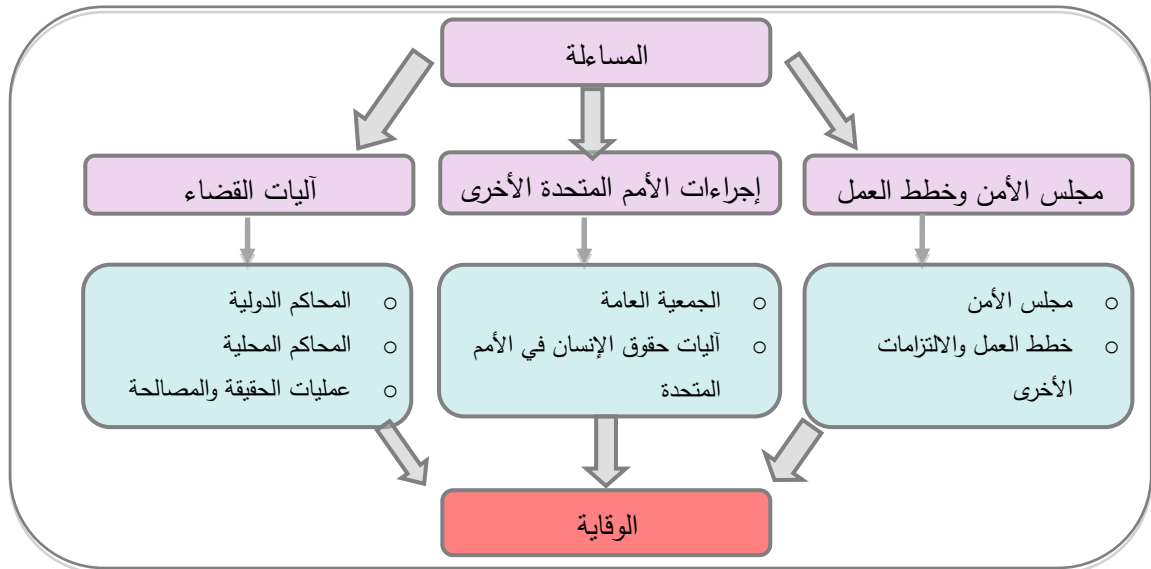 المساءلة
مجلس الأمن وخطط العمل
إجراءات الأمم المتحدة الأخرى
آليات القضاء
○ مجلس الأمن
○ خطط العمل والالتزامات
الأخرى
○ الجمعية العامة
○ آليات حقوق الإنسان في الأمم
المتحدة
○ المحاكم الدولية
○ المحاكم المحلية
○ عمليات الحقيقة والمصالحة
الوقاية